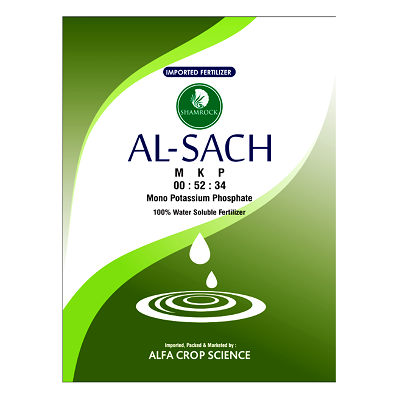 IMPORTED FERTILIZER
SHAMROCK
AL-SACH
M K P
00 : 52 : 34
Mono Potassium Phosphate
100% Water Soluble Fertilizer
Imported, Packed & Marketed by :
ALFA CROP SCIENCE